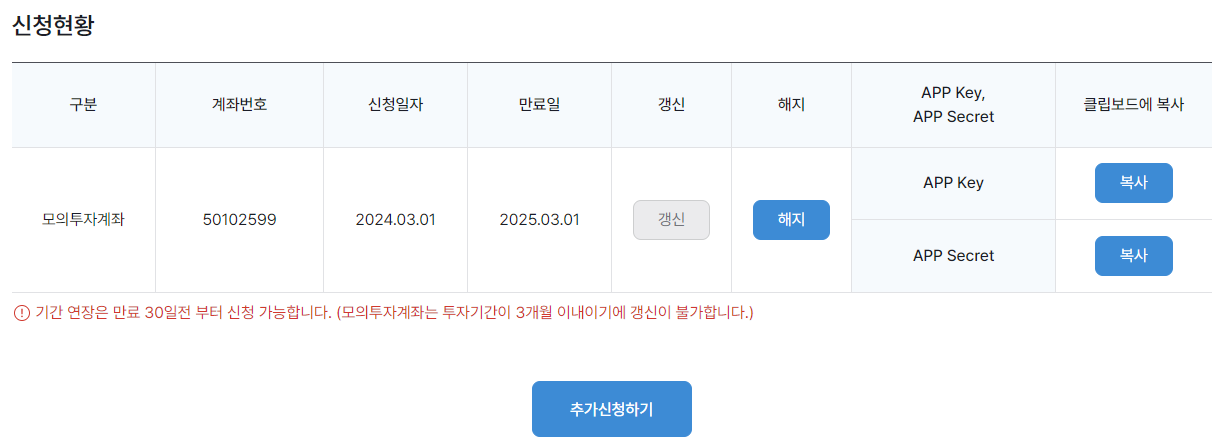 신청현황
구분
계좌번호
신청일자
만료일
갱신
해지
APP Key,
APP Secret
클립보드에 복사
모의투자계좌
50102599
2024.03.01
2025.03.01
갱신
해지
APP Key
복사
APP Secret
복사
기간 연장은 만료 30일전 부터 신청 가능합니다. (모의투자계좌는 투자기간이 3개월 이내이기에 갱신이 불가합니다.)
추가신청하기